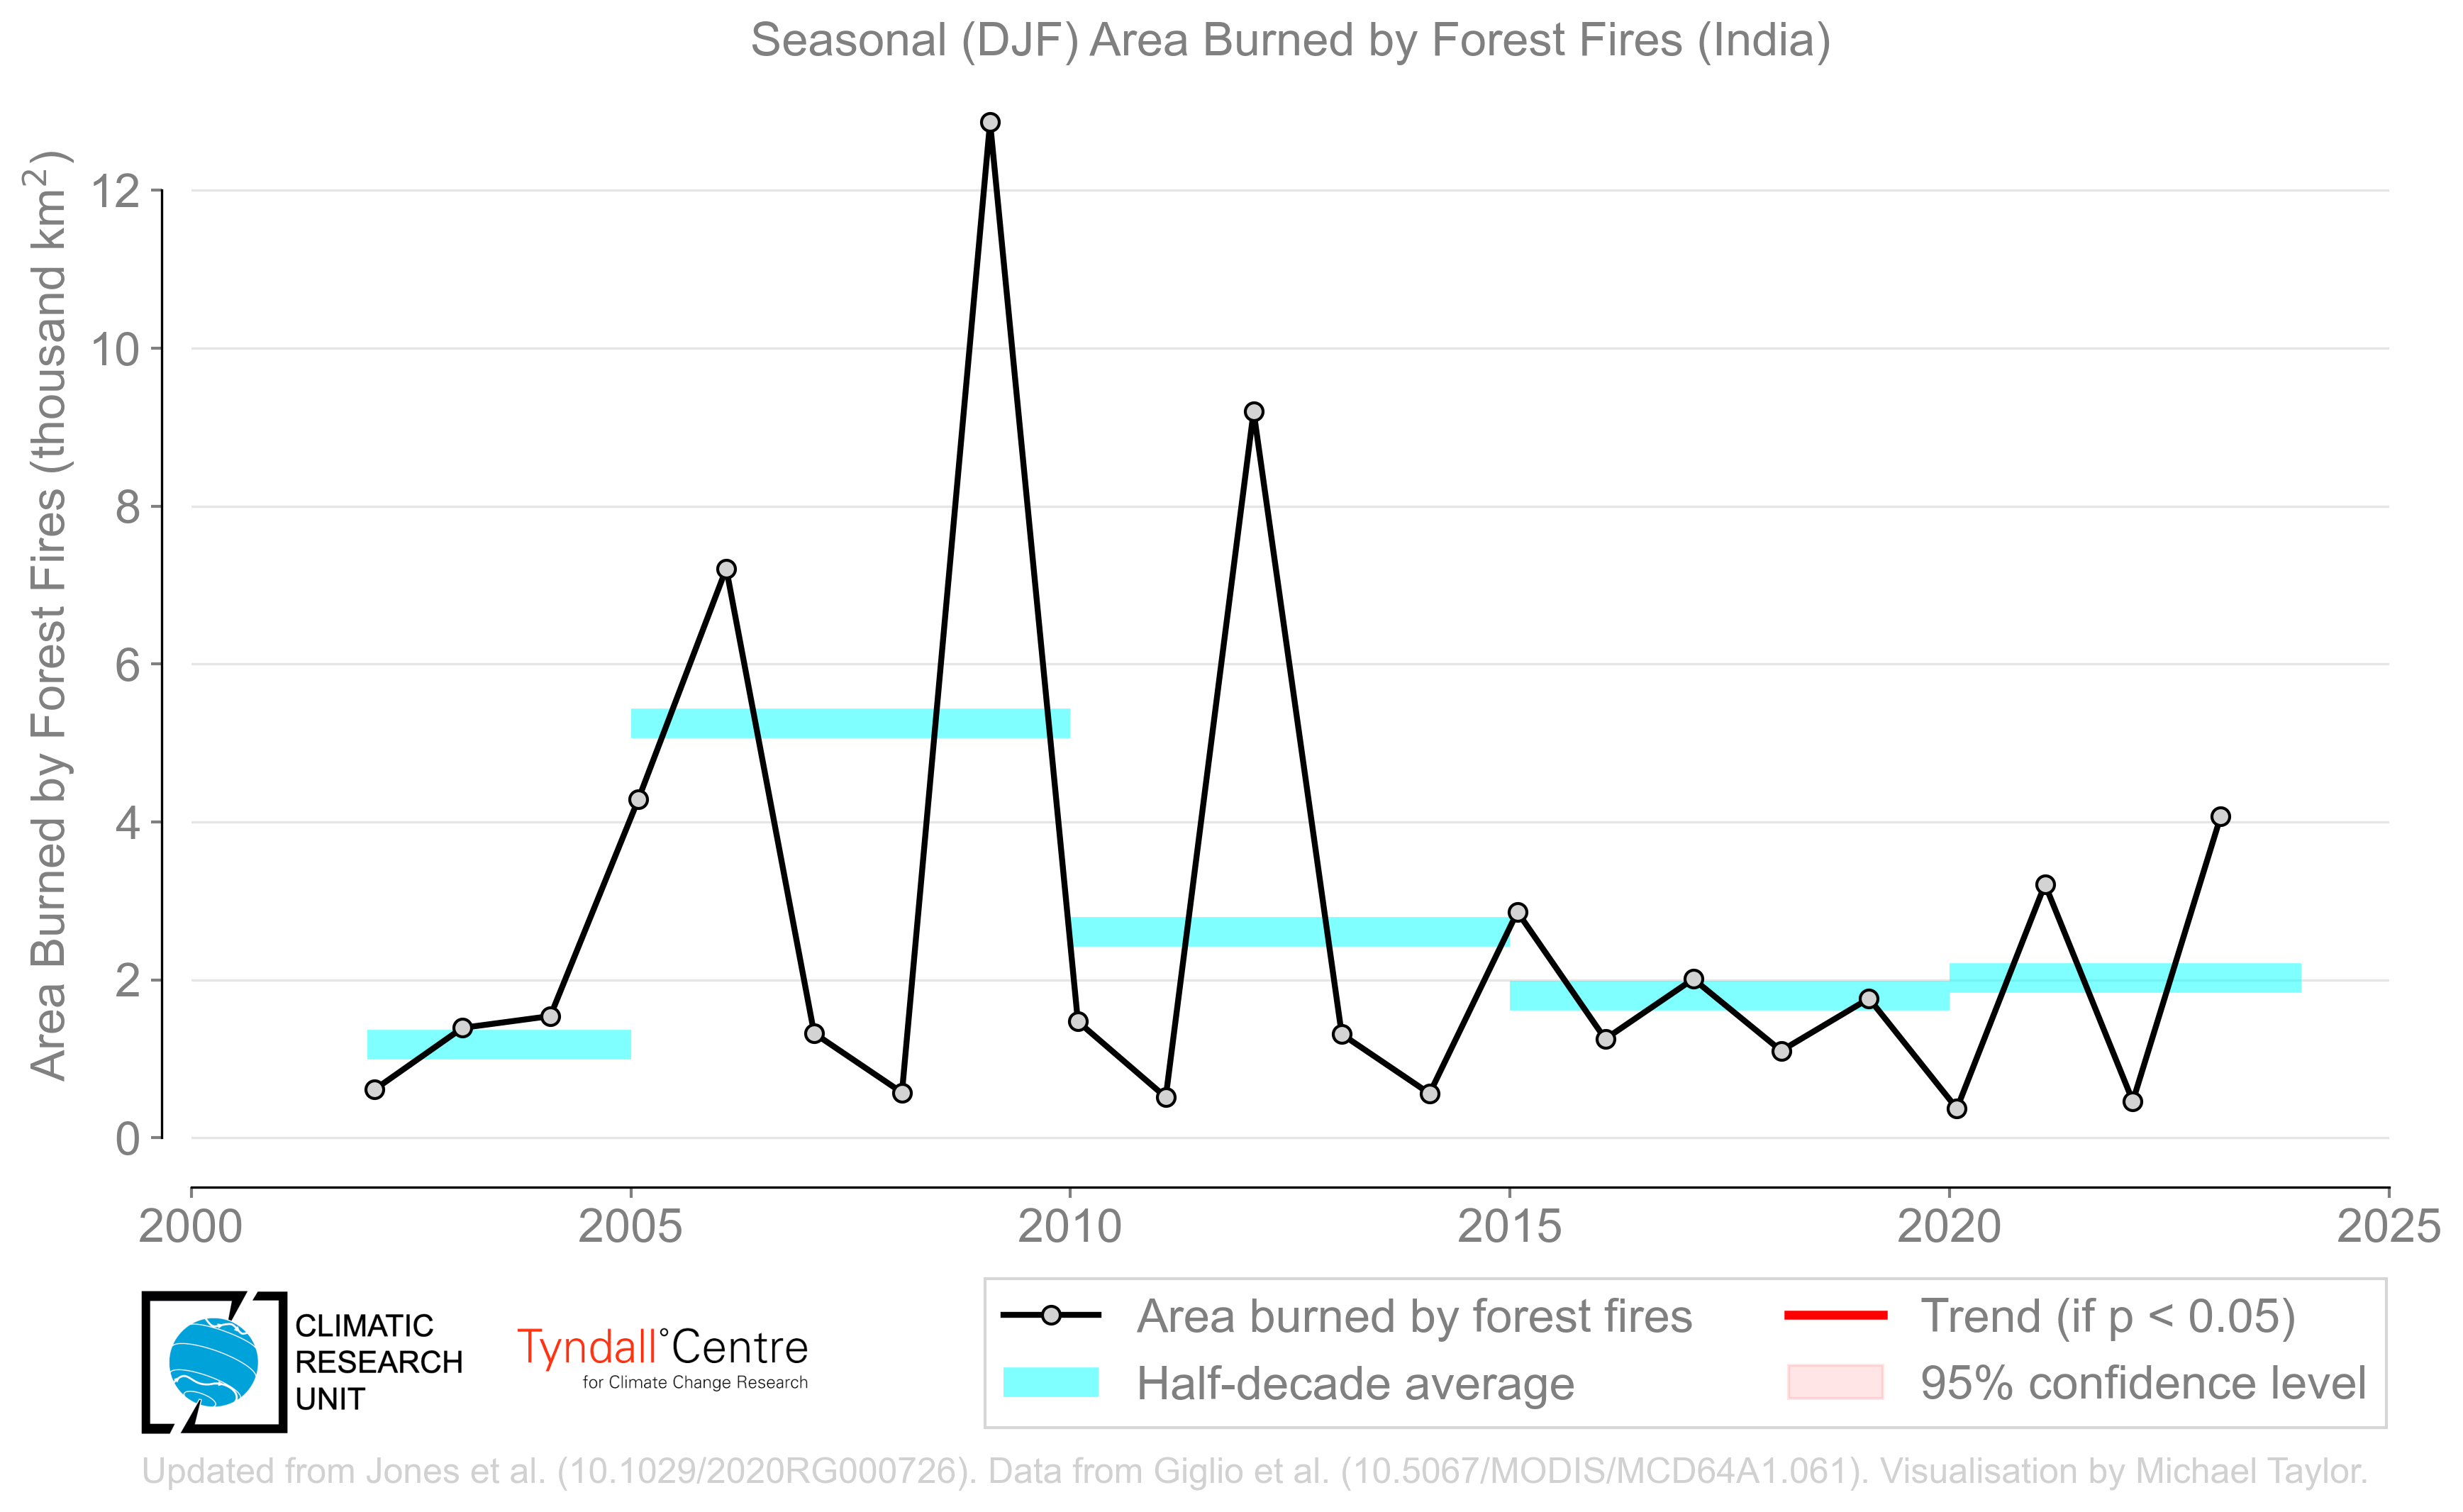 Seasonal (DJF) Area Burned by Forest Fires (India)
Area Burned by Forest Fires (thousand km²)
12
10
8
6
4
2
0
2000 2005 2010 2015 2020 2025
CLIMATIC
RESEARCH
UNIT
Tyndall°Centre
for Climate Change Research
Area burned by forest fires
Half-decade average
Trend (if p < 0.05)
95% confidence level
Updated from Jones et al. (10.1029/2020RG000726). Data from Giglio et al. (10.5067/MODIS/MCD64A1.061). Visualisation by Michael Taylor.